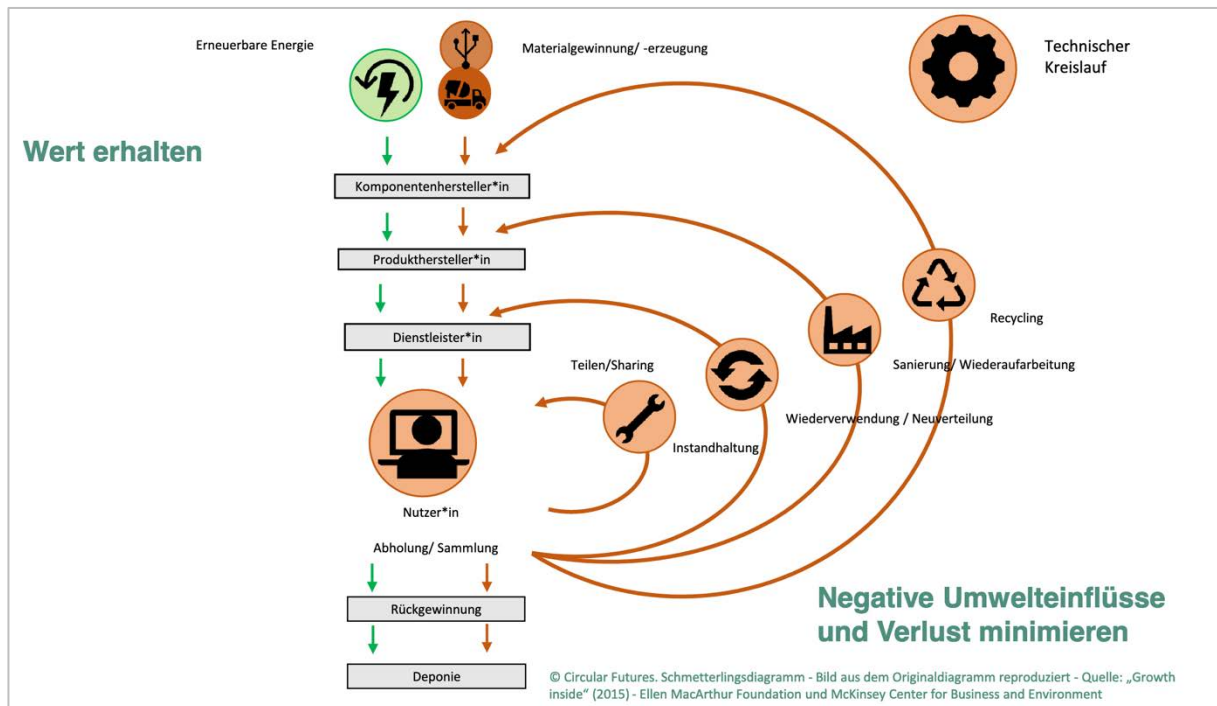 Erneuerbare Energie
Materialgewinnung/ -erzeugung
Technischer
Kreislauf
Wert erhalten
Komponentenhersteller*in
Produkthersteller*in
Dienstleister*in
Recycling
Sanierung/ Wiederaufarbeitung
Teilen/Sharing
Wiederverwendung / Neuverteilung
Instandhaltung
Nutzer*in
Abholung/ Sammlung
Rückgewinnung
Deponie
Negative Umwelteinflüsse
und Verlust minimieren
© Circular Futures. Schmetterlingsdiagramm - Bild aus dem Originaldiagramm reproduziert - Quelle: „Growth
inside“ (2015) - Ellen MacArthur Foundation und McKinsey Center for Business and Environment